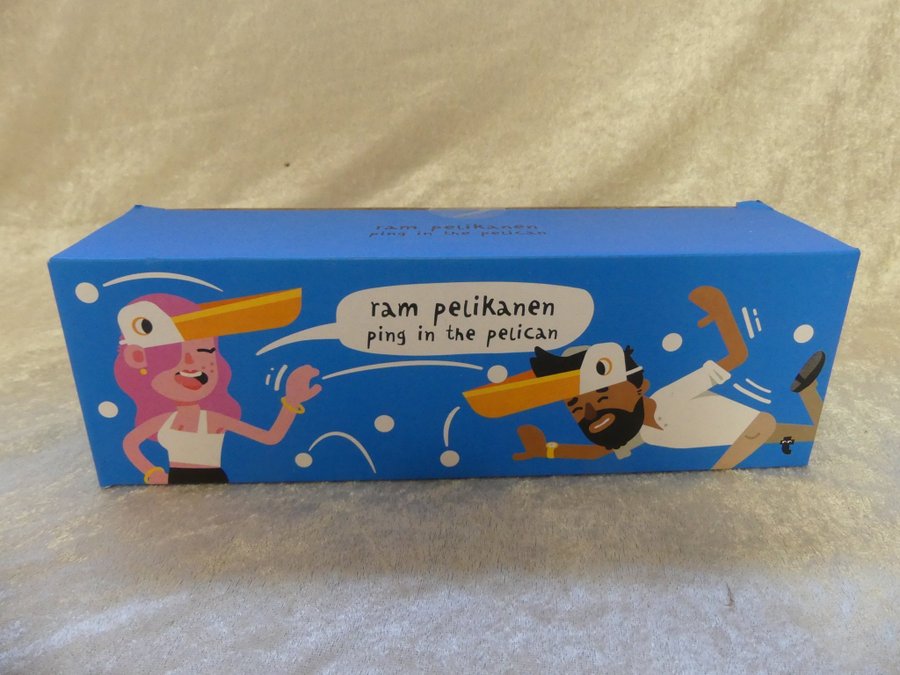 ram pelikanen
ping in the pelican
ram pelikanen
ping in the pelican